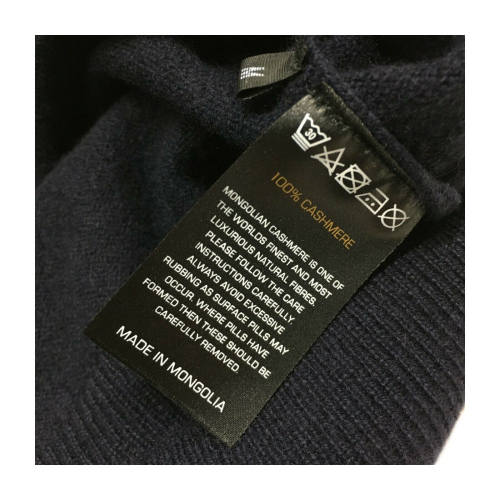 30
100% CASHMERE
MONGOLIAN CASHMERE IS ONE OF
THE WORLDS FINEST AND MOST
LUXURIOUS NATURAL FIBRES.
PLEASE FOLLOW THE CARE
INSTRUCTIONS CAREFULLY.
ALWAYS AVOID EXCESSIVE
RUBBING AS SURFACE PILLS MAY
OCCUR. WHERE PILLS HAVE
FORMED THEN THESE SHOULD BE
CAREFULLY REMOVED.
MADE IN MONGOLIA